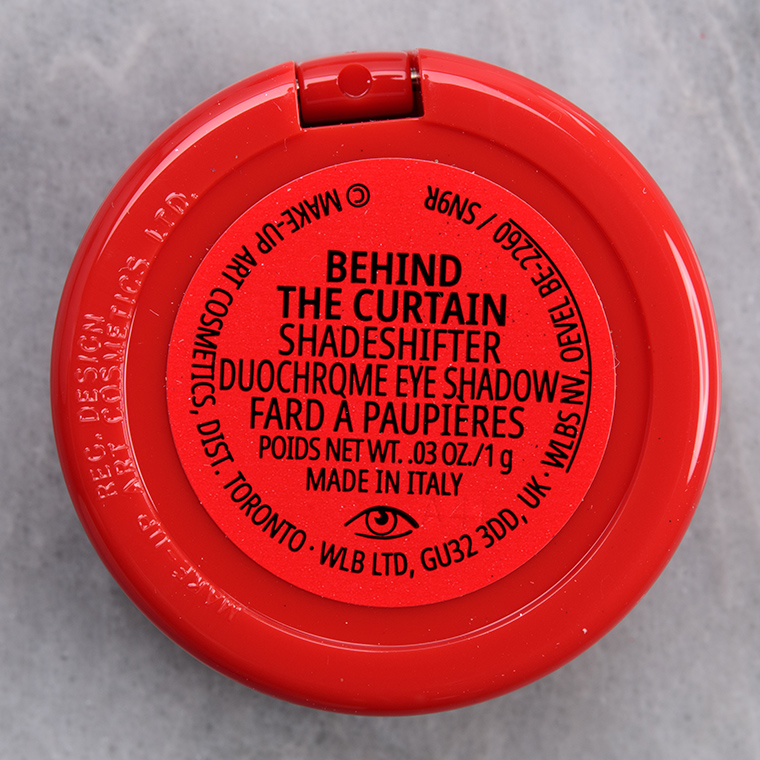 BEHIND
THE CURTAIN
SHADESHIFTER
DUOCHROME EYE SHADOW
FARD À PAUPIÈRES
POIDS NET WT. .03 OZ./1 g
MADE IN ITALY
© MAKE-UP ART COSMETICS, DIST. TORONTO · WLB LTD, GU32 3DD, UK · WLBS NV, OEVEL BE-2260 / SN9R
REG. DESIGN
MAKE-UP ART COSMETICS LTD.